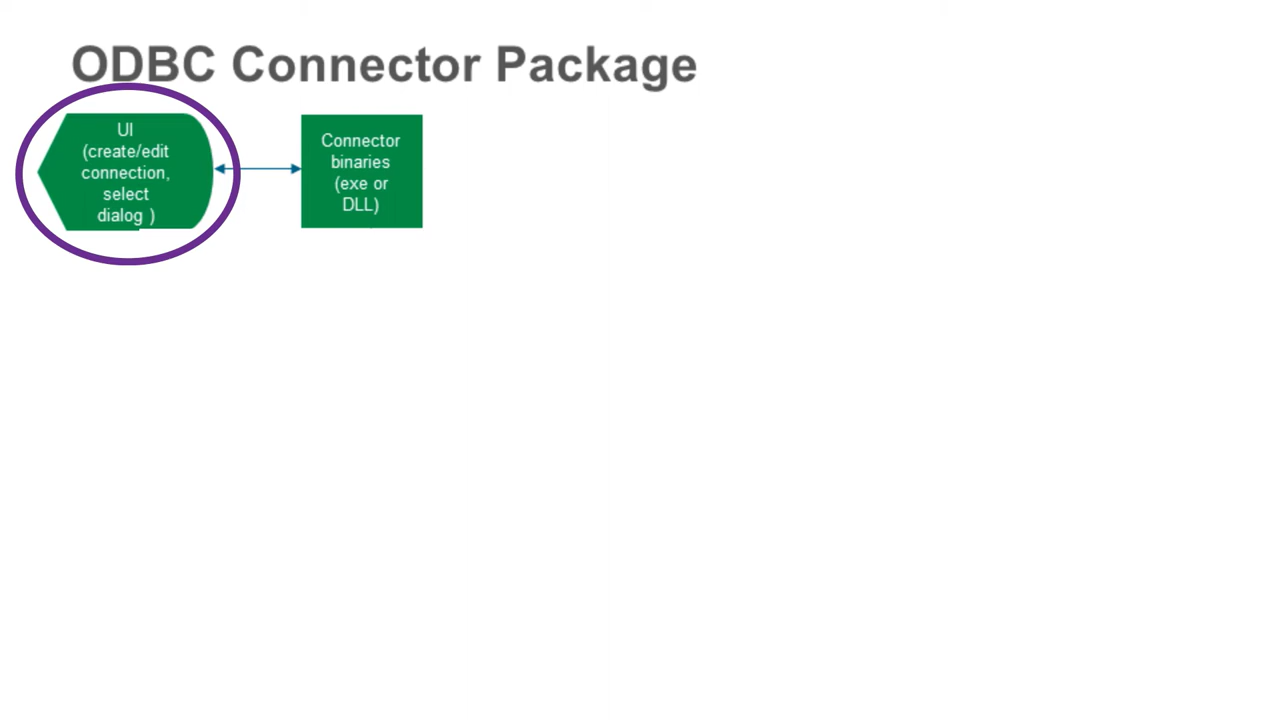 ODBC Connector Package
UI
(create/edit
connection,
select
dialog )
Connector
binaries
(exe or
DLL)